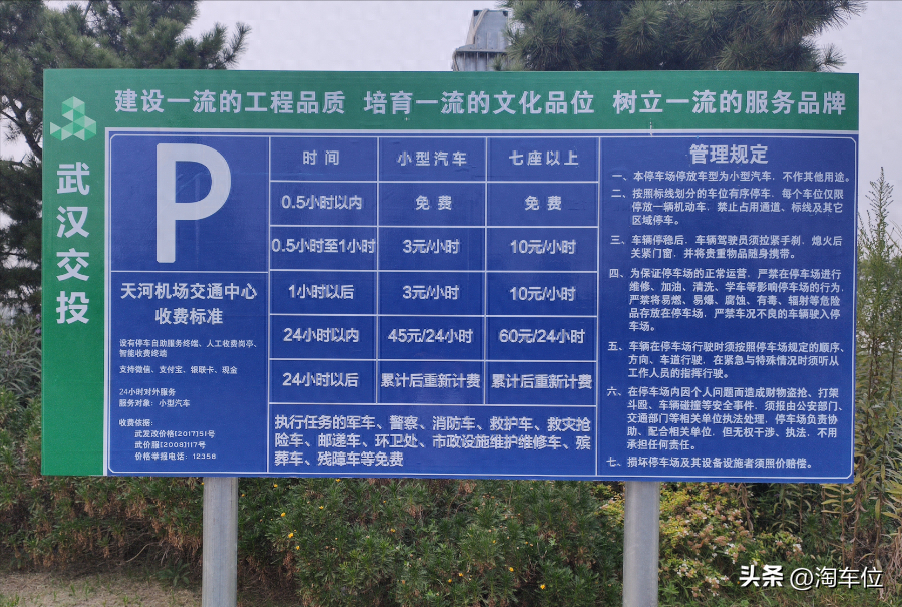 建设一流的工程品质 培育一流的文化品位 树立一流的服务品牌
武汉交投
P
天河机场交通中心
收费标准
设有停车自助服务终端、人工收费岗亭、
智能收费终端
支持微信、支付宝、银联卡、现金
24小时对外服务
服务对象：小型汽车
收费依据：
武发改价格[2017]51号
武价服[2008]117号
价格举报电话：12358
时间 小型汽车 七座以上
0.5小时以内 免费 免费
0.5小时至1小时 3元/小时 10元/小时
1小时以后 3元/小时 10元/小时
24小时以内 45元/24小时 60元/24小时
24小时以后 累计后重新计费 累计后重新计费
执行任务的军车、警察、消防车、救护车、救灾抢
险车、邮递车、环卫处、市政设施维护维修车、殡
葬车、残障车等免费
管理规定
一、本停车场停放车型为小型汽车，不作其他用途。
二、按照标线划分的车位有序停车，每个车位仅限
停放一辆机动车，禁止占用通道、标线及其它
区域停车。
三、车辆停稳后，车辆驾驶员须拉紧手刹，熄火后
关紧门窗，并将贵重物品随身携带。
四、为保证停车场的正常运营，严禁在停车场进行
维修、加油、清洗、学车等影响停车场的行为，
严禁将易燃、易爆、腐蚀、有毒、辐射等危险
品存放在停车场，严禁车况不良的车辆驶入停
车场。
五、车辆在停车场行驶时须按照停车场规定的顺序、
方向、车道行驶，在紧急与特殊情况时须听从
工作人员的指挥行驶。
六、在停车场内因个人问题而造成财物盗抢、打架
斗殴、车辆碰撞等安全事件，须报由公安部门、
交通部门等相关单位执法处理，停车场负责协
助、配合相关单位，但无权干涉、执法，不用
承担任何责任。
七、损坏停车场及其设备设施者须照价赔偿。
头条 @淘车位